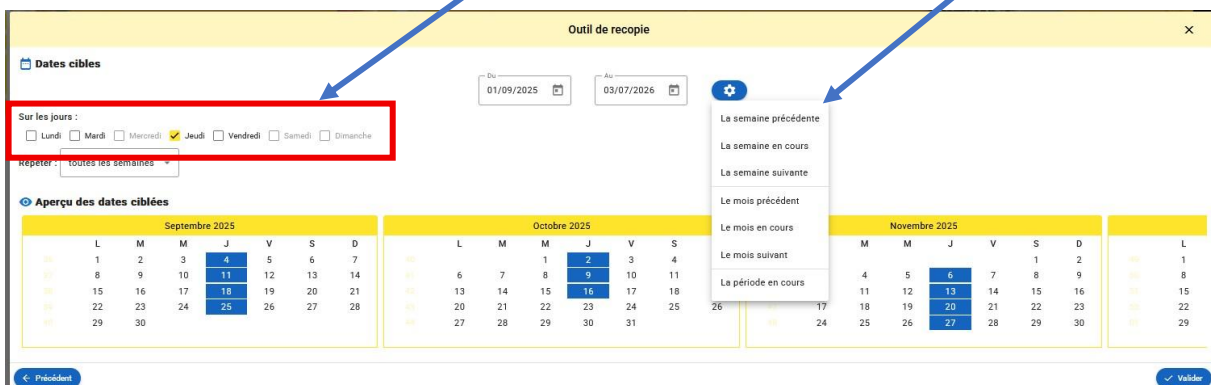 Outil de recopie
Dates cibles
Du
01/09/2025
Au
03/07/2026
Sur les jours :
Lundi Mardi Mercredi Jeudi Vendredi Samedi Dimanche
Répéter : toutes les semaines
La semaine précédente
La semaine en cours
La semaine suivante
Le mois précédent
Le mois en cours
Le mois suivant
La période en cours
Aperçu des dates ciblées
Septembre 2025
L M M J V S D
1 2 3 4 5 6 7
8 9 10 11 12 13 14
15 16 17 18 19 20 21
22 23 24 25 26 27 28
29 30
Octobre 2025
L M M J V S
1 2 3 4
6 7 8 9 10 11
13 14 15 16 17 18
20 21 22 23 24 25 26
27 28 29 30 31
Novembre 2025
M M J V S D
1 2
4 5 6 7 8 9
11 12 13 14 15 16
17 18 19 20 21 22 23
24 25 26 27 28 29 30
L
1
8
15
22
29
Précédent
Valider